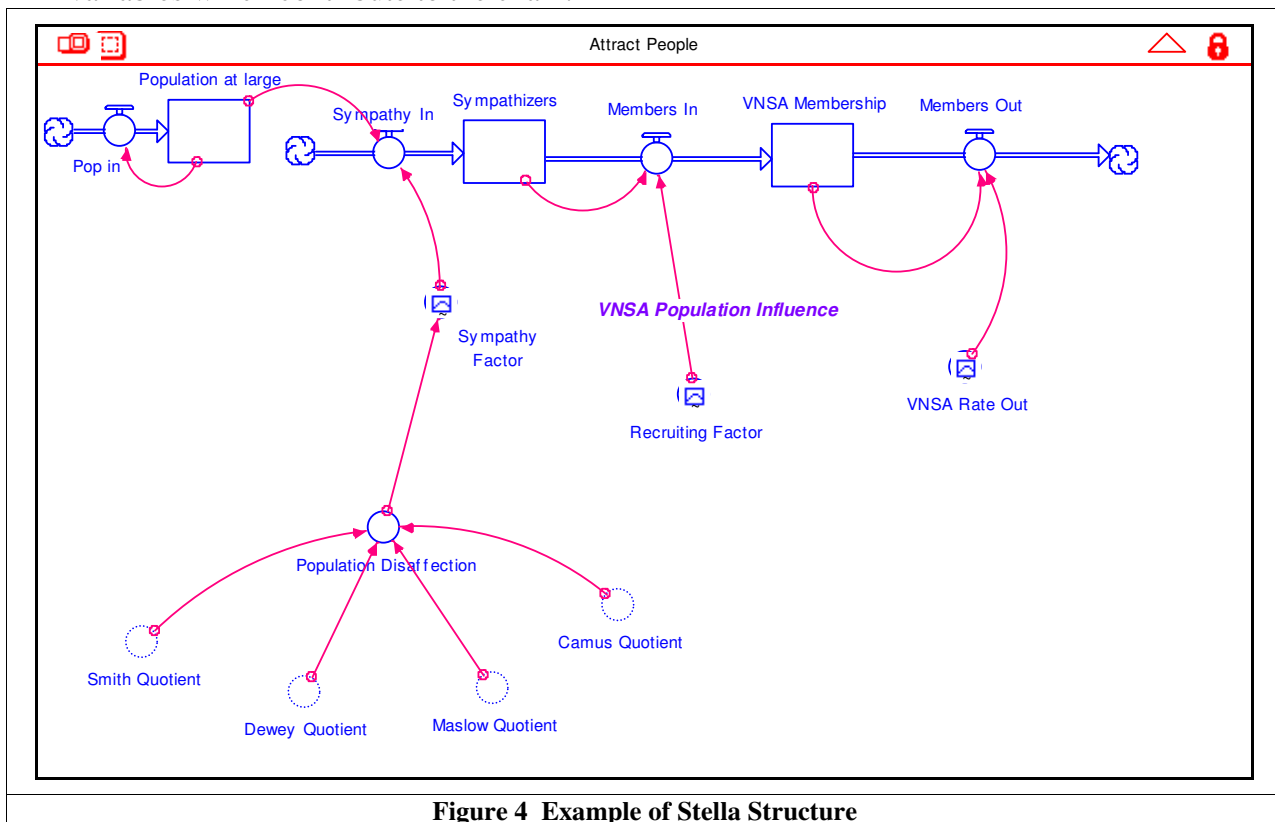 Attract People
Population at large
Sympathy In
Sympathizers
Members In
VNSA Membership
Members Out
Pop in
VNSA Population Influence
Sympathy
Factor
Recruiting Factor
VNSA Rate Out
Population Disaffection
Smith Quotient
Dewey Quotient
Maslow Quotient
Camus Quotient
Figure 4 Example of Stella Structure